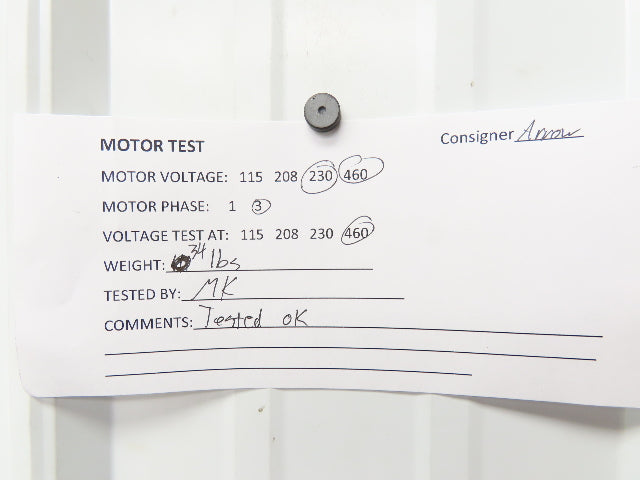 MOTOR TEST
Consigner Arrow
MOTOR VOLTAGE: 115 208 230 460
MOTOR PHASE: 1 3
VOLTAGE TEST AT: 115 208 230 460
WEIGHT: 34 lbs
TESTED BY: MK
COMMENTS: Tested OK